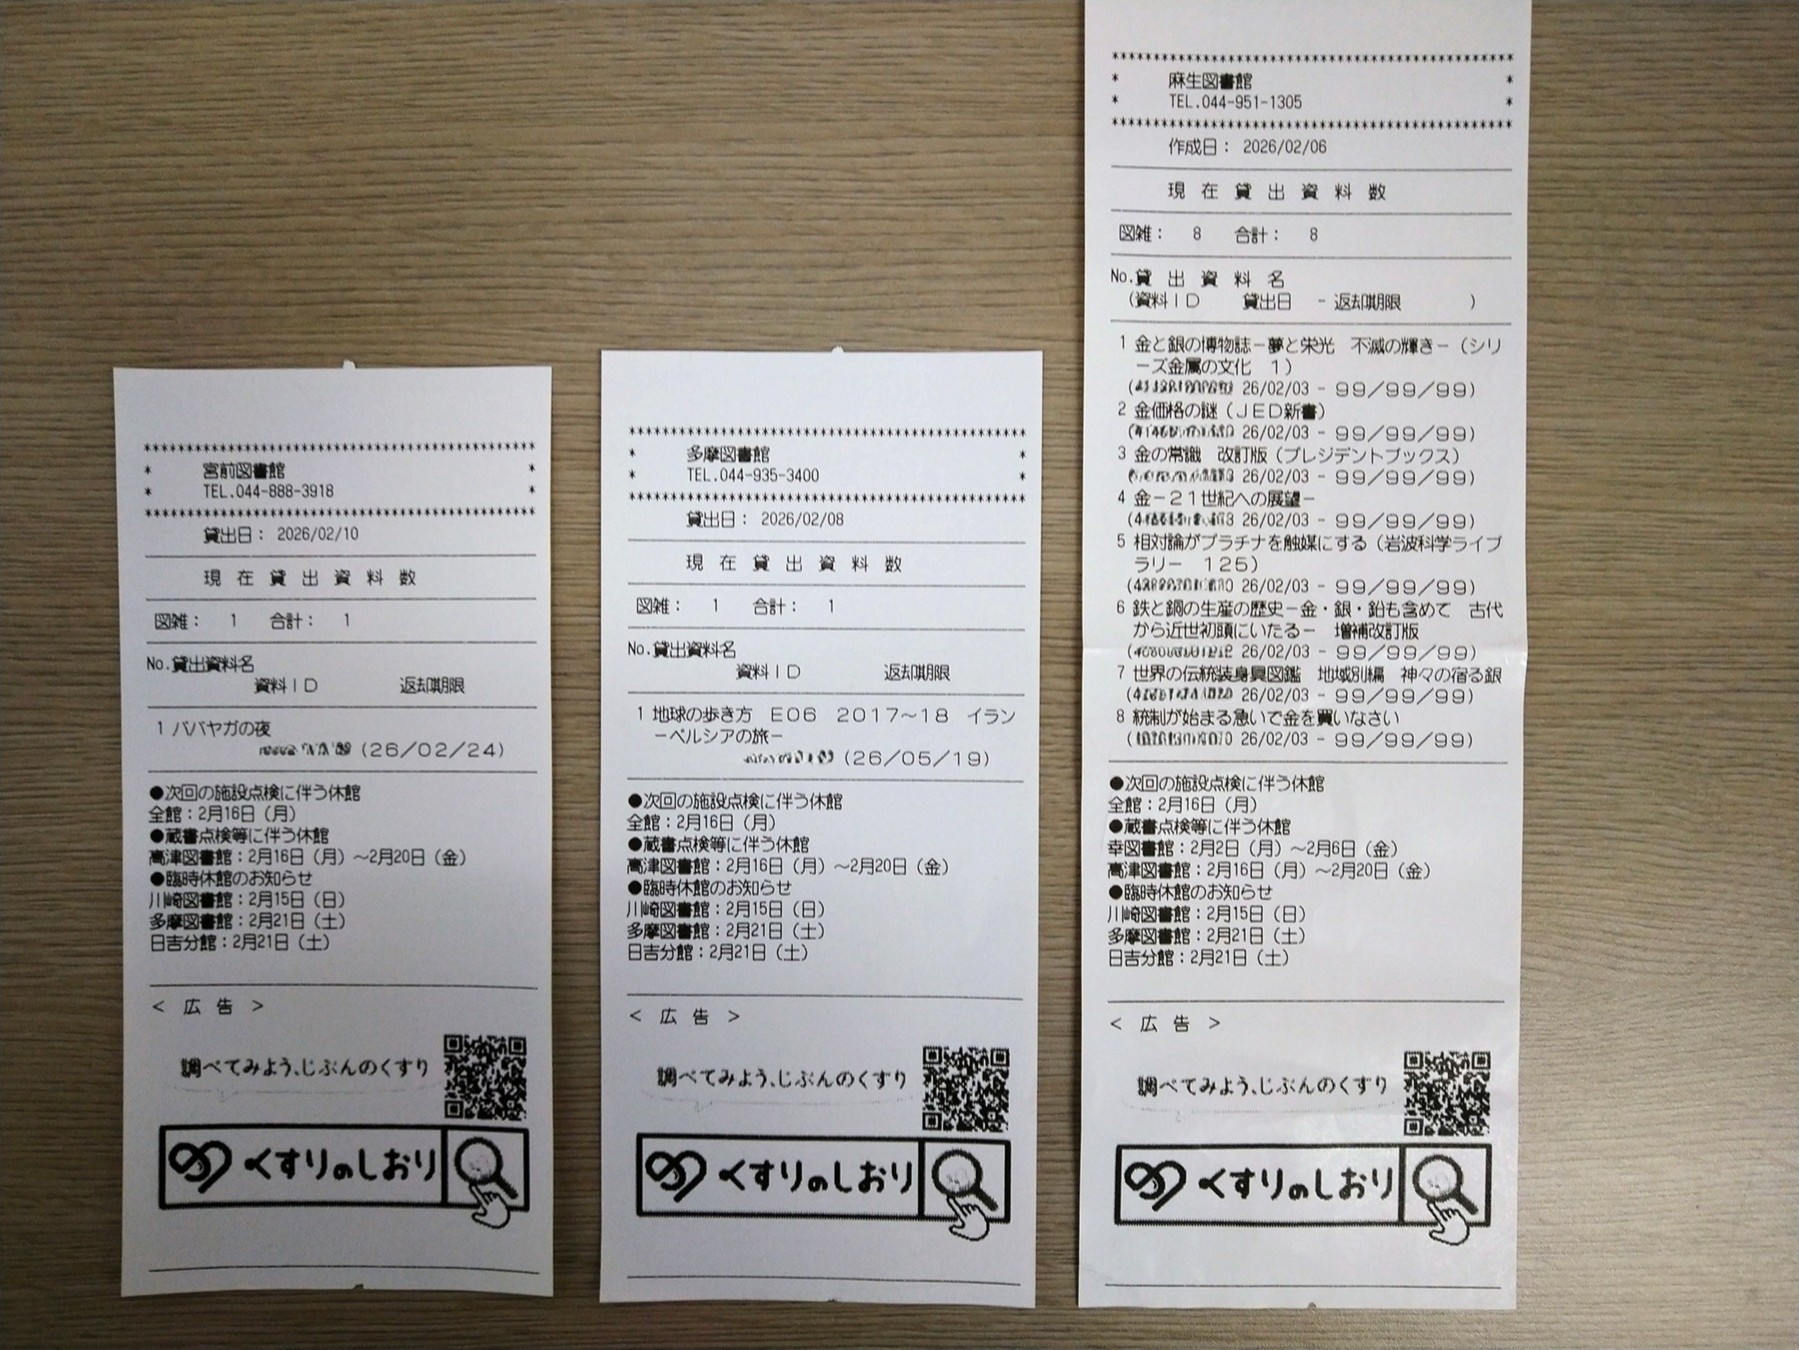 宮前図書館
TEL.044-888-3918
貸出日： 2026/02/10
現 在 貸 出 資 料 数
図雑： 1 合計： 1
No.貸出資料名
資料ＩＤ 返却期限
1 ババヤガの夜
(26／02／24)
●次回の施設点検に伴う休館
全館：2月16日（月）
●蔵書点検等に伴う休館
高津図書館：2月16日（月）～2月20日（金）
●臨時休館のお知らせ
川崎図書館：2月15日（日）
多摩図書館：2月21日（土）
日吉分館：2月21日（土）
＜ 広 告 ＞
調べてみよう、じぶんのくすり
くすりのしおり
多摩図書館
TEL.044-935-3400
貸出日： 2026/02/08
現 在 貸 出 資 料 数
図雑： 1 合計： 1
No.貸出資料名
資料ＩＤ 返却期限
1 地球の歩き方 Ｅ０６ ２０１７～１８ イラン
－ペルシアの旅－
(26／05／19)
●次回の施設点検に伴う休館
全館：2月16日（月）
●蔵書点検等に伴う休館
高津図書館：2月16日（月）～2月20日（金）
●臨時休館のお知らせ
川崎図書館：2月15日（日）
多摩図書館：2月21日（土）
日吉分館：2月21日（土）
＜ 広 告 ＞
調べてみよう、じぶんのくすり
くすりのしおり
麻生図書館
TEL.044-951-1305
作成日： 2026/02/06
現 在 貸 出 資 料 数
図雑： 8 合計： 8
No.貸 出 資 料 名
（資料ＩＤ 貸出日 － 返却期限 ）
1 金と銀の博物誌－夢と栄光 不滅の輝き－（シリ
ーズ金属の文化 １）
26/02/03 - 99／99／99)
2 金価格の謎（ＪＥＤ新書）
26/02/03 - 99／99／99)
3 金の常識 改訂版（プレジデントブックス）
26/02/03 - 99／99／99)
4 金－２１世紀への展望－
26/02/03 - 99／99／99)
5 相対論がプラチナを触媒にする（岩波科学ライブ
ラリー １２５）
26/02/03 - 99／99／99)
6 鉄と銅の生産の歴史－金・銀・鉛も含めて 古代
から近世初頭にいたる－ 増補改訂版
26/02/03 - 99／99／99)
7 世界の伝統装身具図鑑 地域別編 神々の宿る銀
26/02/03 - 99／99／99)
8 統制が始まる急いで金を買いなさい
26/02/03 - 99／99／99)
●次回の施設点検に伴う休館
全館：2月16日（月）
●蔵書点検等に伴う休館
幸図書館：2月2日（月）～2月6日（金）
高津図書館：2月16日（月）～2月20日（金）
●臨時休館のお知らせ
川崎図書館：2月15日（日）
多摩図書館：2月21日（土）
日吉分館：2月21日（土）
＜ 広 告 ＞
調べてみよう、じぶんのくすり
くすりのしおり